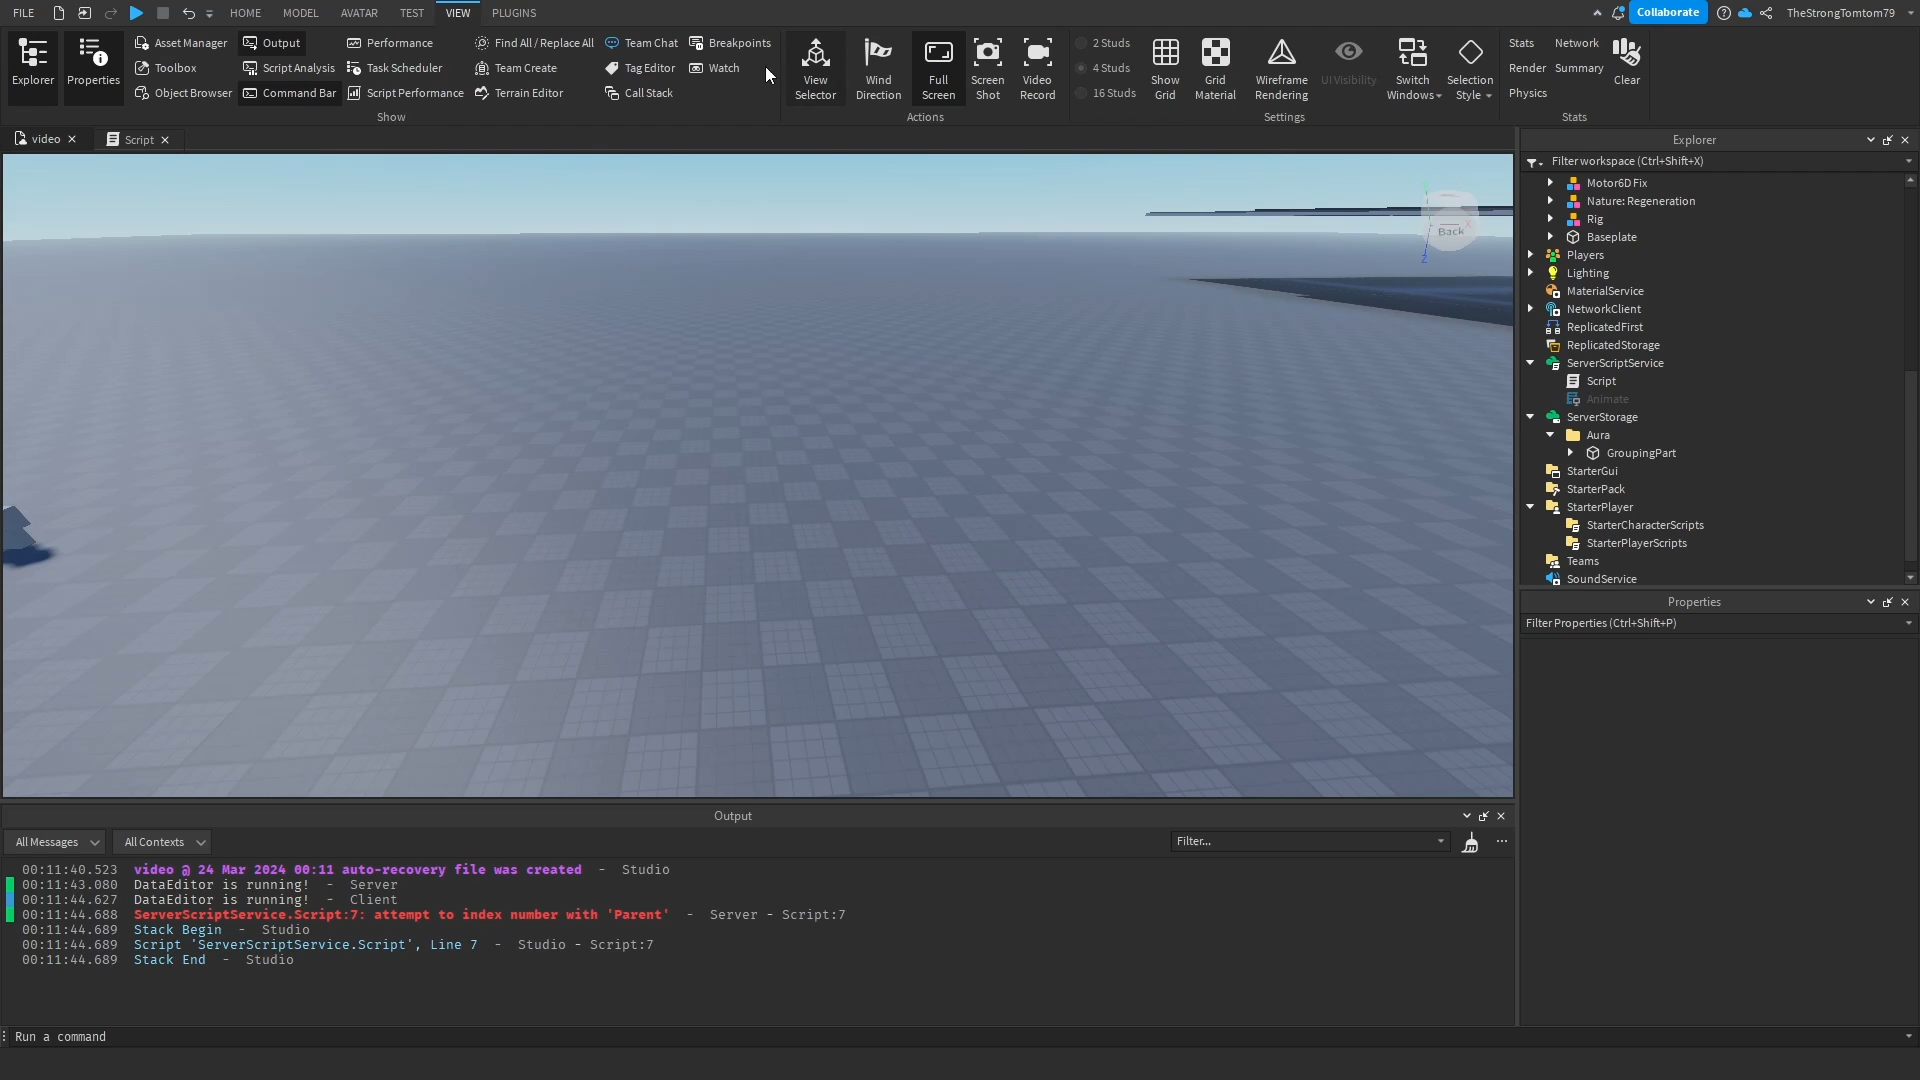 FILE HOME MODEL AVATAR TEST VIEW PLUGINS Collaborate TheStrongTomtom79
Explorer
Properties
Asset Manager
Toolbox
Object Browser
Output
Script Analysis
Command Bar
Performance
Task Scheduler
Script Performance
Find All / Replace All
Team Create
Terrain Editor
Team Chat
Tag Editor
Call Stack
Breakpoints
Watch
Show
View
Selector
Wind
Direction
Full
Screen
Screen
Shot
Video
Record
Actions
2 Studs
4 Studs
16 Studs
Show
Grid
Grid
Material
Wireframe
Rendering
UI Visibility
Switch
Windows
Selection
Style
Settings
Stats
Render
Physics
Network
Summary
Clear
Stats
video
Script
Back
Z
Explorer
Filter workspace (Ctrl+Shift+X)
Motor6D Fix
Nature: Regeneration
Rig
Baseplate
Players
Lighting
MaterialService
NetworkClient
ReplicatedFirst
ReplicatedStorage
ServerScriptService
Script
Animate
ServerStorage
Aura
GroupingPart
StarterGui
StarterPack
StarterPlayer
StarterCharacterScripts
StarterPlayerScripts
Teams
SoundService
Properties
Filter Properties (Ctrl+Shift+P)
Output
All Messages All Contexts Filter...
00:11:40.523 video @ 24 Mar 2024 00:11 auto-recovery file was created - Studio
00:11:43.080 DataEditor is running! - Server
00:11:44.627 DataEditor is running! - Client
00:11:44.688 ServerScriptService.Script:7: attempt to index number with 'Parent' - Server - Script:7
00:11:44.689 Stack Begin - Studio
00:11:44.689 Script 'ServerScriptService.Script', Line 7 - Studio - Script:7
00:11:44.689 Stack End - Studio
Run a command